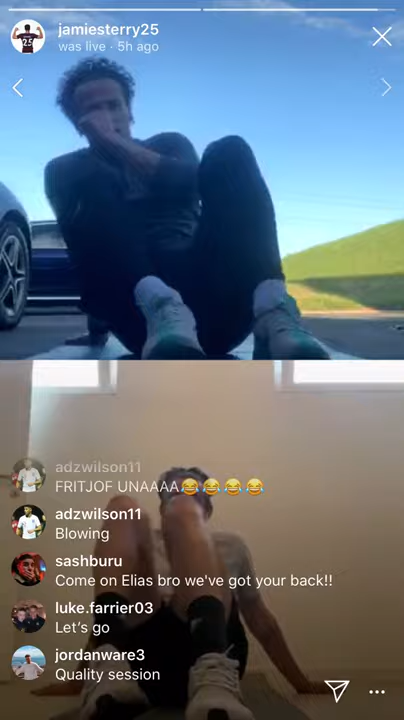 jamiesterry25
was live · 5h ago
adzwilson11
FRITJOF UNAAAA😂😂😂😂
adzwilson11
Blowing
sashburu
Come on Elias bro we've got your back!!
luke.farrier03
Let's go
jordanware3
Quality session